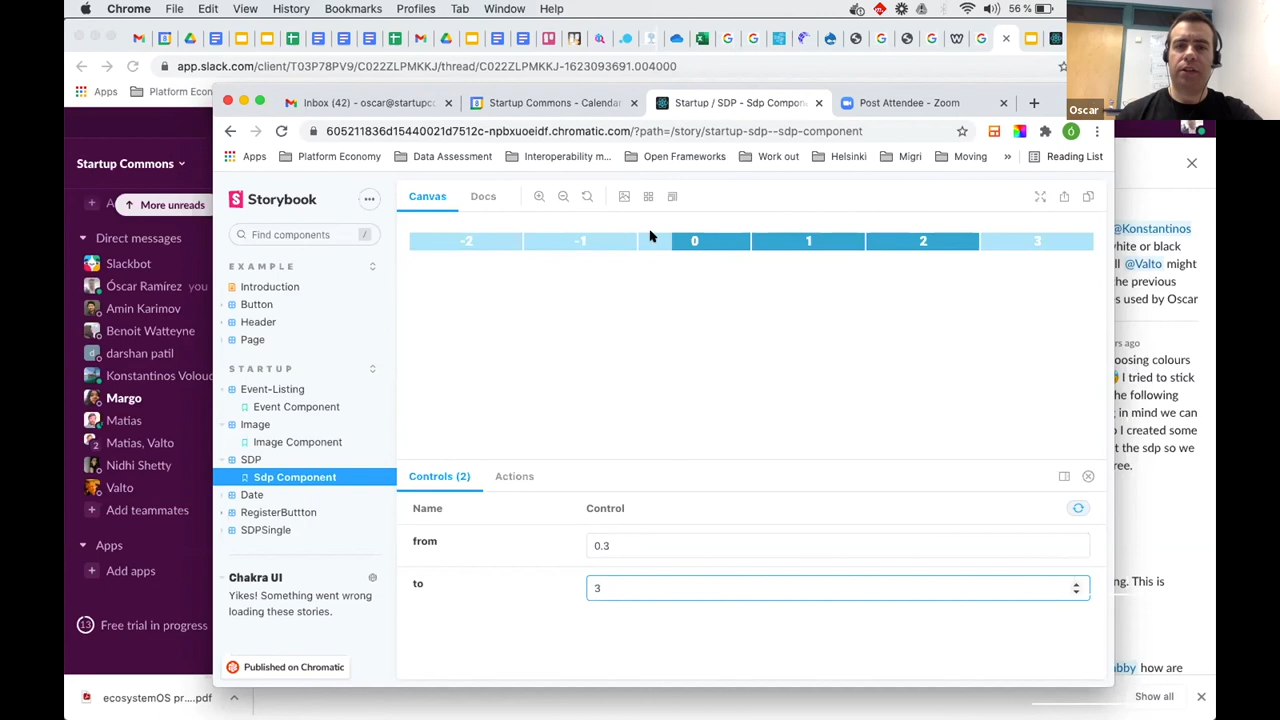 Chrome File Edit View History Bookmarks Profiles Tab Window Help 56 %
app.slack.com/client/T03P78PV9/C022ZLPMKKJ/thread/C022ZLPMKKJ-1623093691.004000
Apps Platform Econ
Oscar
Inbox (42) - oscar@startupco Startup Commons - Calendar Startup / SDP - Sdp Componen Post Attendee - Zoom
605211836d15440021d7512c-npbxuoeidf.chromatic.com/?path=/story/startup-sdp--sdp-component
Apps Platform Economy Data Assessment Interoperability m... Open Frameworks Work out Helsinki Migri Moving » Reading List
Startup Commons
More unreads
Direct messages
Slackbot
Óscar Ramírez you
Amin Karimov
Benoit Watteyne
darshan patil
Konstantinos Volouc
Margo
Matias
2 Matias, Valto
Nidhi Shetty
Valto
Add teammates
Apps
Add apps
13 Free trial in progress
Storybook
Find components /
EXAMPLE
Introduction
Button
Header
Page
STARTUP
Event-Listing
Event Component
Image
Image Component
SDP
Sdp Component
Date
RegisterButtton
SDPSingle
Chakra UI
Yikes! Something went wrong
loading these stories.
Published on Chromatic
Canvas Docs
-2 -1 0 1 2 3
Controls (2) Actions
Name Control
from 0.3
to 3
@Konstantinos
white or black
ll @Valto might
the previous
s used by Oscar
rs ago
oosing colours
I tried to stick
he following
g in mind we can
o I created some
t the sdp so we
ree.
ng. This is
bby how are
ecosystemOS pr....pdf
Show all